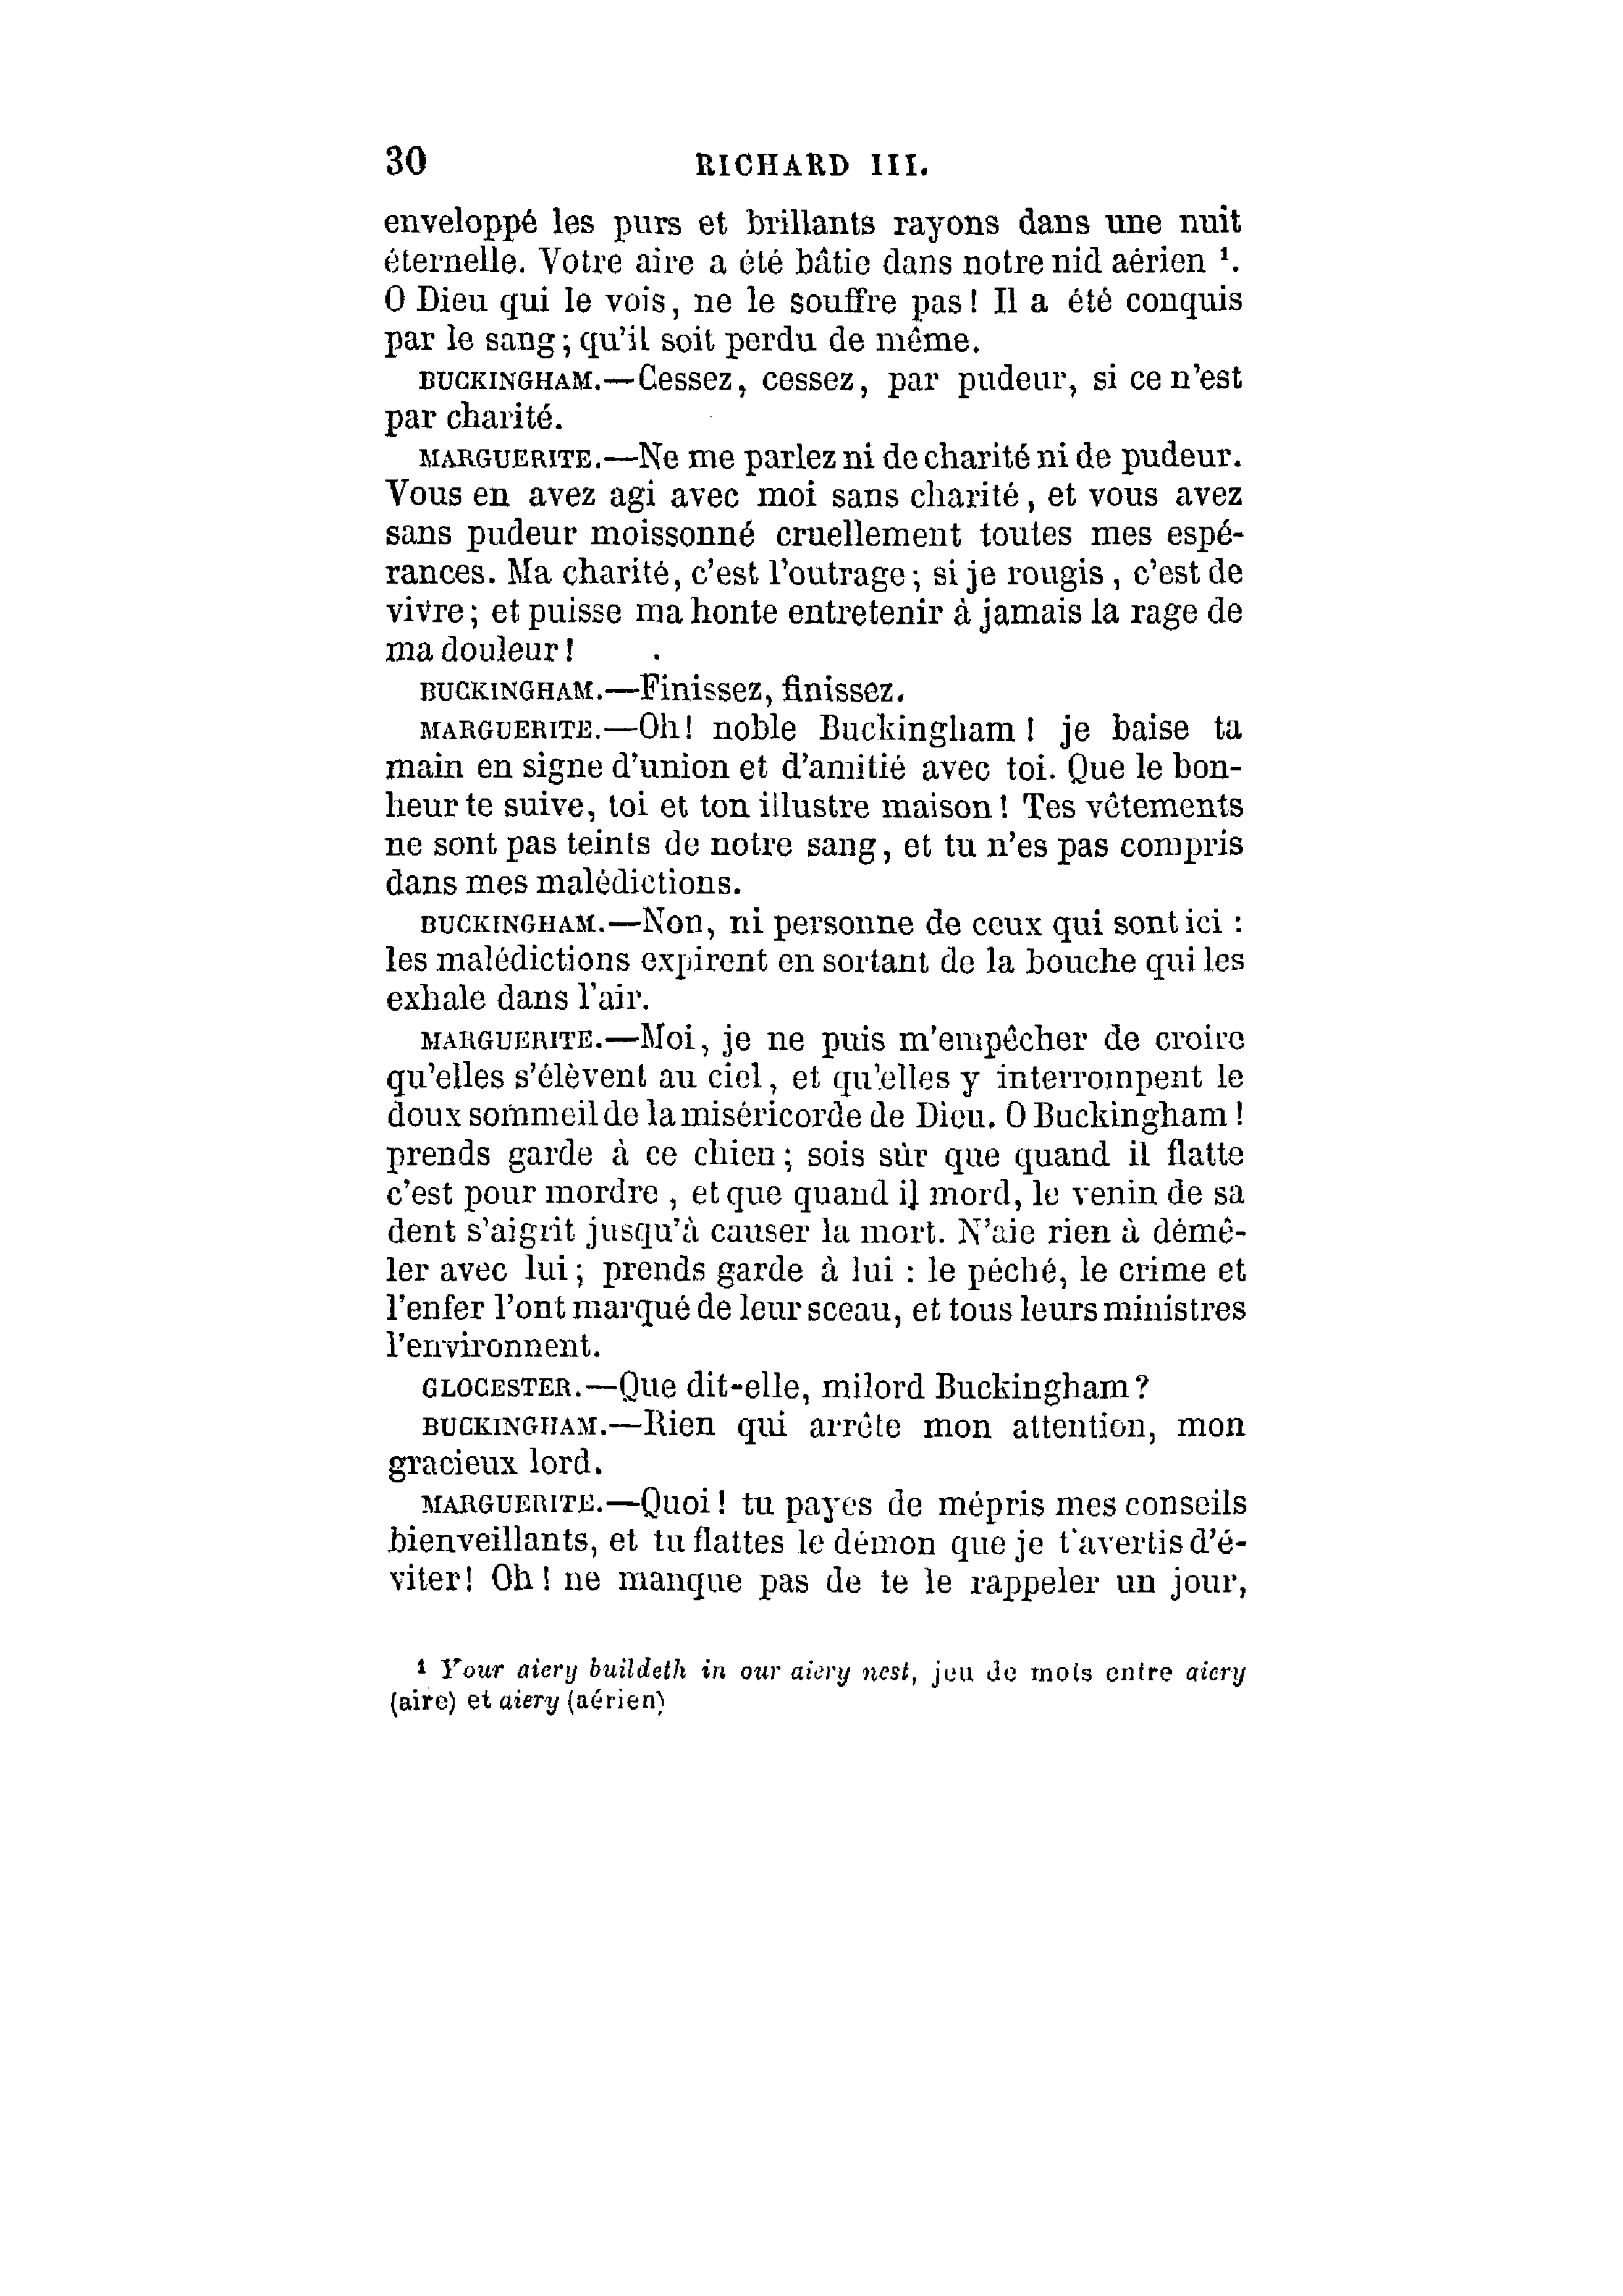 30 RICHARD III.
enveloppé les purs et brillants rayons dans une nuit
éternelle. Votre aire a été bâtie dans notre nid aérien ¹.
O Dieu qui le vois, ne le souffre pas! Il a été conquis
par le sang; qu'il soit perdu de même.
BUCKINGHAM.—Cessez, cessez, par pudeur, si ce n'est
par charité.
MARGUERITE.—Ne me parlez ni de charité ni de pudeur.
Vous en avez agi avec moi sans charité, et vous avez
sans pudeur moissonné cruellement toutes mes espé-
rances. Ma charité, c'est l'outrage; si je rougis, c'est de
vivre; et puisse ma honte entretenir à jamais la rage de
ma douleur!
BUCKINGHAM.—Finissez, finissez.
MARGUERITE.—Oh! noble Buckingham! je baise ta
main en signe d'union et d'amitié avec toi. Que le bon-
heur te suive, toi et ton illustre maison! Tes vêtements
ne sont pas teints de notre sang, et tu n'es pas compris
dans mes malédictions.
BUCKINGHAM.—Non, ni personne de ceux qui sont ici :
les malédictions expirent en sortant de la bouche qui les
exhale dans l'air.
MARGUERITE.—Moi, je ne puis m'empêcher de croire
qu'elles s'élèvent au ciel, et qu'elles y interrompent le
doux sommeil de la miséricorde de Dieu. O Buckingham!
prends garde à ce chien; sois sûr que quand il flatte
c'est pour mordre, et que quand il mord, le venin de sa
dent s'aigrit jusqu'à causer la mort. N'aie rien à démê-
ler avec lui; prends garde à lui : le péché, le crime et
l'enfer l'ont marqué de leur sceau, et tous leurs ministres
l'environnent.
GLOCESTER.—Que dit-elle, milord Buckingham?
BUCKINGHAM.—Rien qui arrête mon attention, mon
gracieux lord.
MARGUERITE.—Quoi! tu payes de mépris mes conseils
bienveillants, et tu flattes le démon que je t'avertis d'é-
viter! Oh! ne manque pas de te le rappeler un jour,
¹ Your aiery buildeth in our aiery nest, jeu de mots entre aiery
(aire) et aiery (aérien)